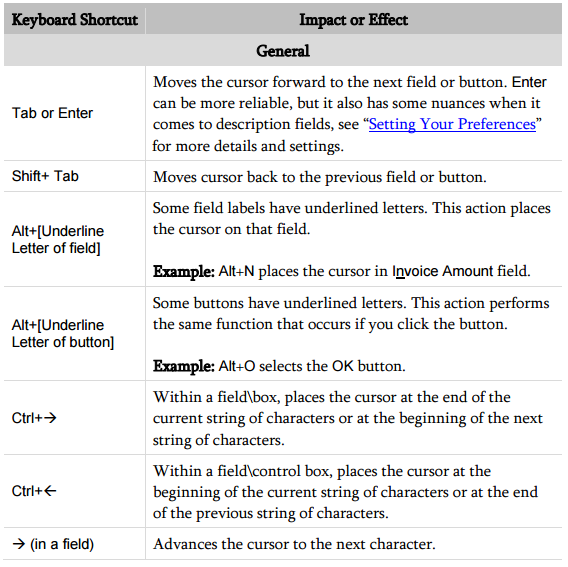 Keyboard Shortcut Impact or Effect
General
Tab or Enter
Moves the cursor forward to the next field or button. Enter
can be more reliable, but it also has some nuances when it
comes to description fields, see “Setting Your Preferences”
for more details and settings.
Shift+ Tab
Moves cursor back to the previous field or button.
Alt+[Underline
Letter of field]
Some field labels have underlined letters. This action places
the cursor on that field.
Example: Alt+N places the cursor in Invoice Amount field.
Alt+[Underline
Letter of button]
Some buttons have underlined letters. This action performs
the same function that occurs if you click the button.
Example: Alt+O selects the OK button.
Ctrl+→
Within a field\box, places the cursor at the end of the
current string of characters or at the beginning of the next
string of characters.
Ctrl+←
Within a field\control box, places the cursor at the
beginning of the current string of characters or at the end
of the previous string of characters.
→ (in a field)
Advances the cursor to the next character.